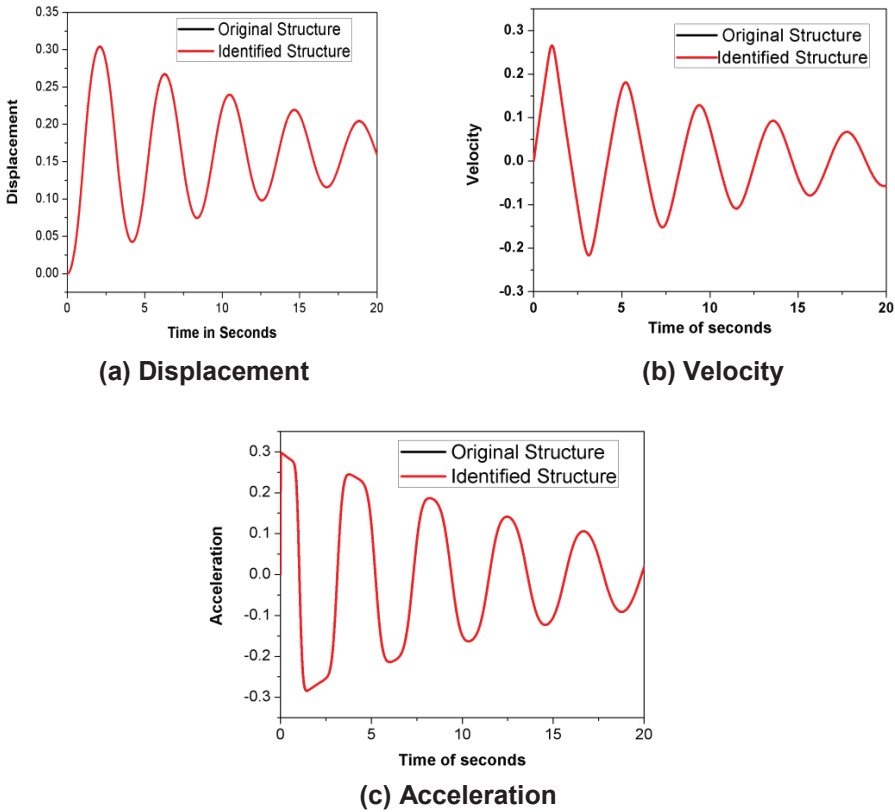 Original Structure
Identified Structure
0.35
0.30
0.25
0.20
0.15
0.10
0.05
0.00
Displacement
0 5 10 15 20
Time in Seconds
(a) Displacement
Original Structure
Identified Structure
0.3
0.2
0.1
0.0
-0.1
-0.2
-0.3
Velocity
0 5 10 15 20
Time of seconds
(b) Velocity
Original Structure
Identified Structure
0.3
0.2
0.1
0.0
-0.1
-0.2
-0.3
Acceleration
0 5 10 15 20
Time of seconds
(c) Acceleration